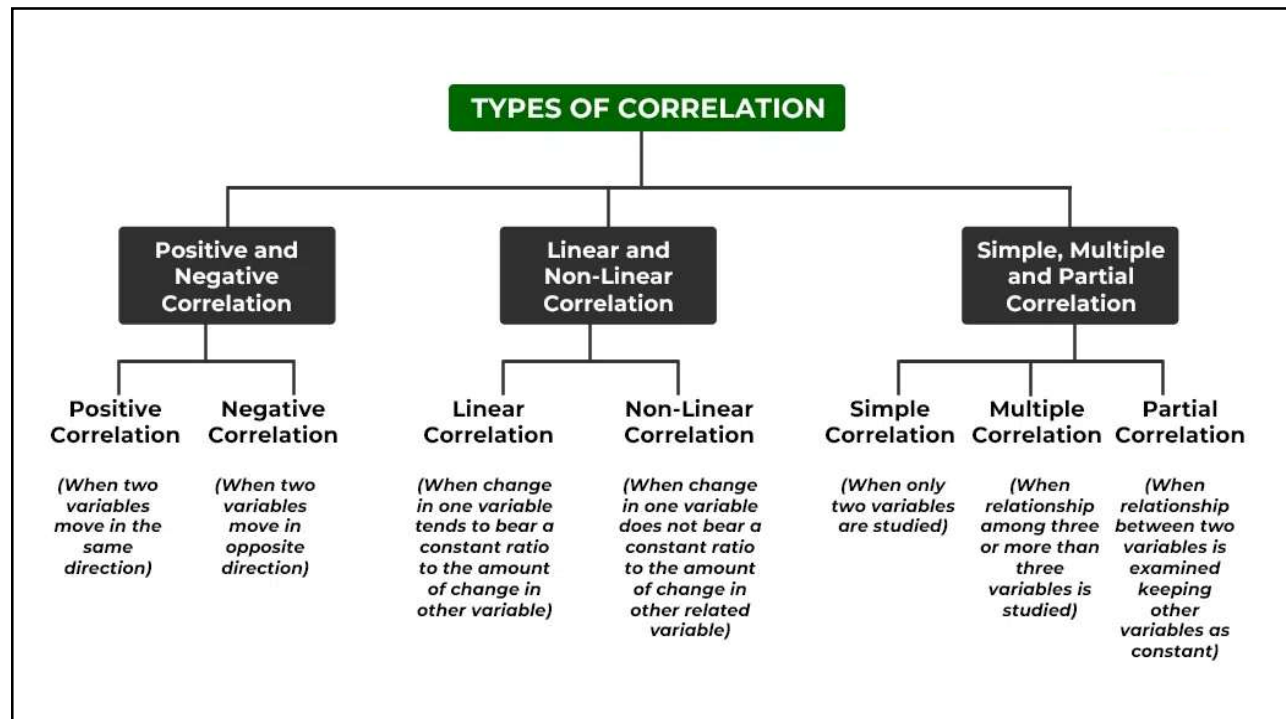 TYPES OF CORRELATION
Positive and
Negative
Correlation
Linear and
Non-Linear
Correlation
Simple, Multiple
and Partial
Correlation
Positive
Correlation
(When two
variables
move in the
same
direction)
Negative
Correlation
(When two
variables
move in
opposite
direction)
Linear
Correlation
(When change
in one variable
tends to bear a
constant ratio
to the amount
of change in
other variable)
Non-Linear
Correlation
(When change
in one variable
does not bear a
constant ratio
to the amount
of change in
other related
variable)
Simple
Correlation
(When only
two variables
are studied)
Multiple
Correlation
(When
relationship
among three
or more than
three
variables is
studied)
Partial
Correlation
(When
relationship
between two
variables is
examined
keeping
other
variables as
constant)